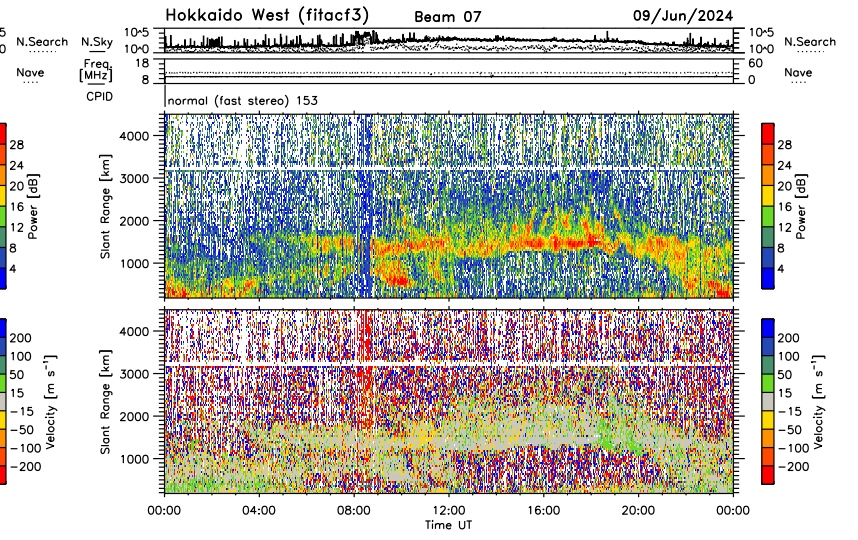 Hokkaido West (fitacf3) Beam 07 09/Jun/2024
5 N.Search N.Sky 10^5 10^5 N.Search
0 10^0 10^0
Nave Freq. 18 60 Nave
[MHz] 8 0
CPID normal (fast stereo) 153
Power [dB] 28 24 20 16 12 8 4
Slant Range [km] 4000 3000 2000 1000
Power [dB] 28 24 20 16 12 8 4
Velocity [m s⁻¹] 200 100 50 15 −15 −50 −100 −200
Slant Range [km] 4000 3000 2000 1000
Velocity [m s⁻¹] 200 100 50 15 −15 −50 −100 −200
00:00 04:00 08:00 12:00 16:00 20:00 00:00
Time UT